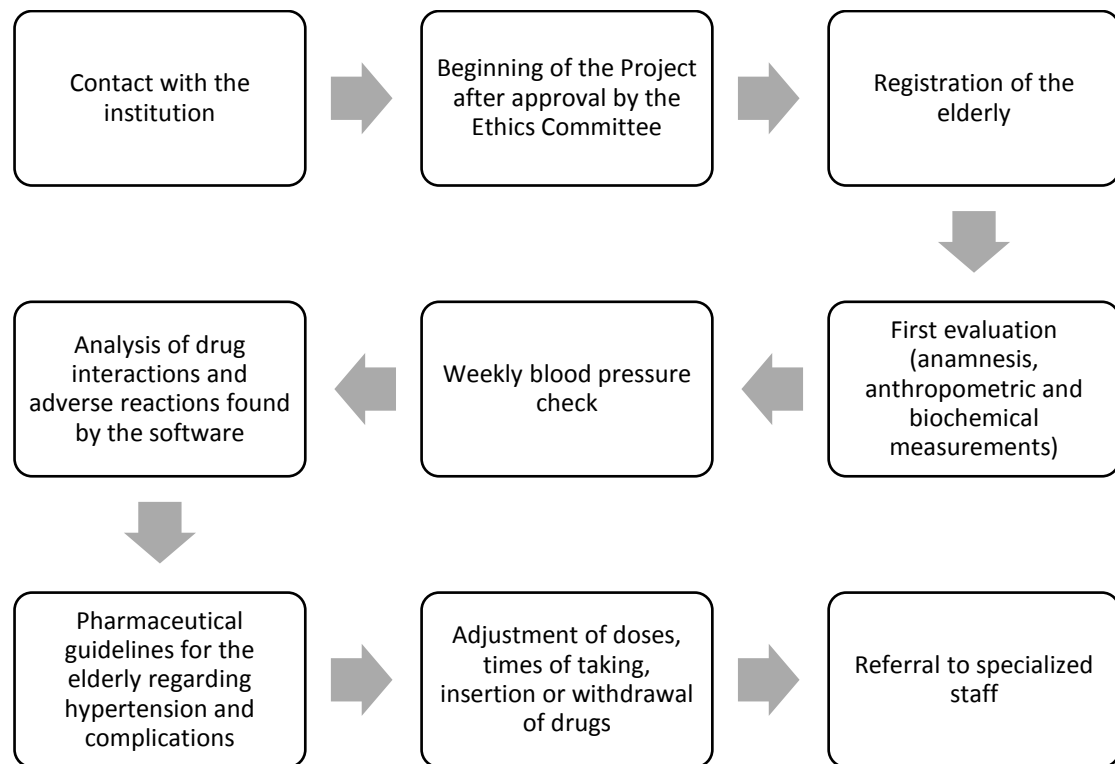 Contact with the
institution
Beginning of the Project
after approval by the
Ethics Committee
Registration of the
elderly
First evaluation
(anamnesis,
anthropometric and
biochemical
measurements)
Weekly blood pressure
check
Analysis of drug
interactions and
adverse reactions found
by the software
Pharmaceutical
guidelines for the
elderly regarding
hypertension and
complications
Adjustment of doses,
times of taking,
insertion or withdrawal
of drugs
Referral to specialized
staff